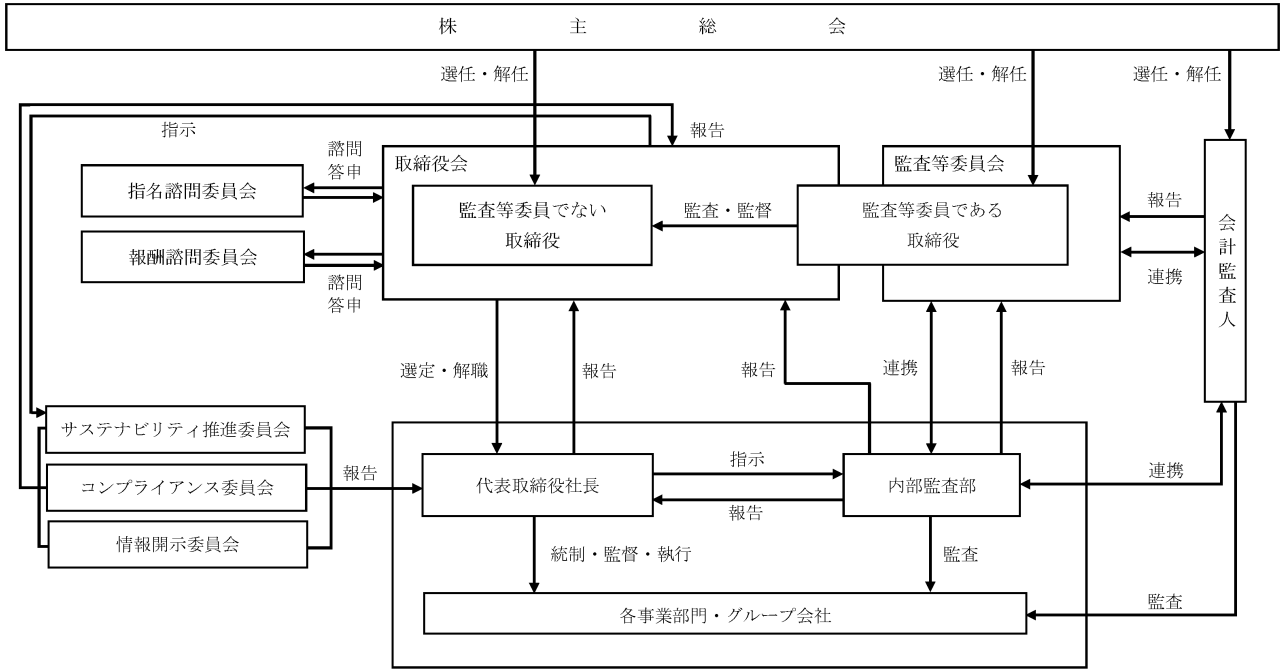 株主総会
選任・解任
選任・解任
選任・解任
指示
報告
諮問
答申
取締役会
監査等委員会
指名諮問委員会
監査等委員でない
取締役
監査・監督
監査等委員である
取締役
報告
会計監査人
報酬諮問委員会
連携
諮問
答申
選定・解職
報告
報告
連携
報告
サステナビリティ推進委員会
コンプライアンス委員会
情報開示委員会
報告
代表取締役社長
指示
報告
内部監査部
連携
統制・監督・執行
監査
監査
各事業部門・グループ会社